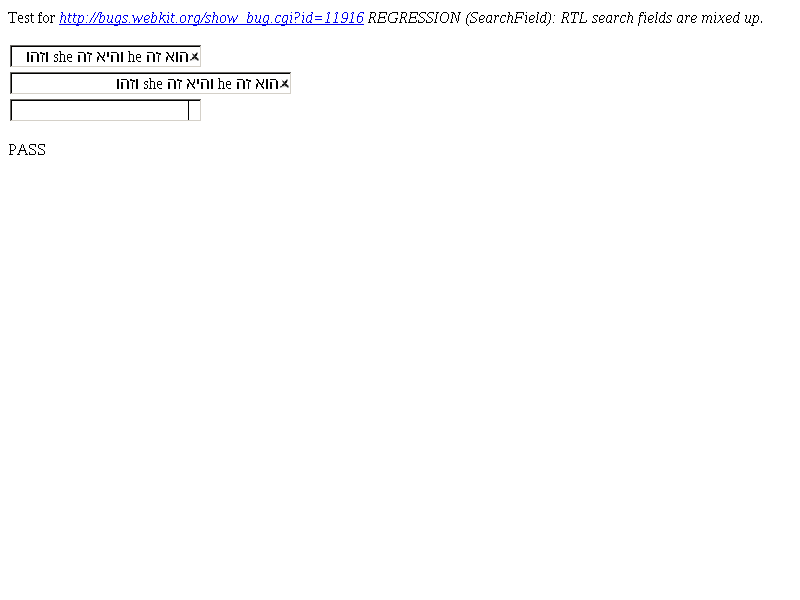 Test for http://bugs.webkit.org/show_bug.cgi?id=11916 REGRESSION (SearchField): RTL search fields are mixed up.
הוא זה he והיא זה she וזהו
הוא זה he והיא זה she וזהו
PASS